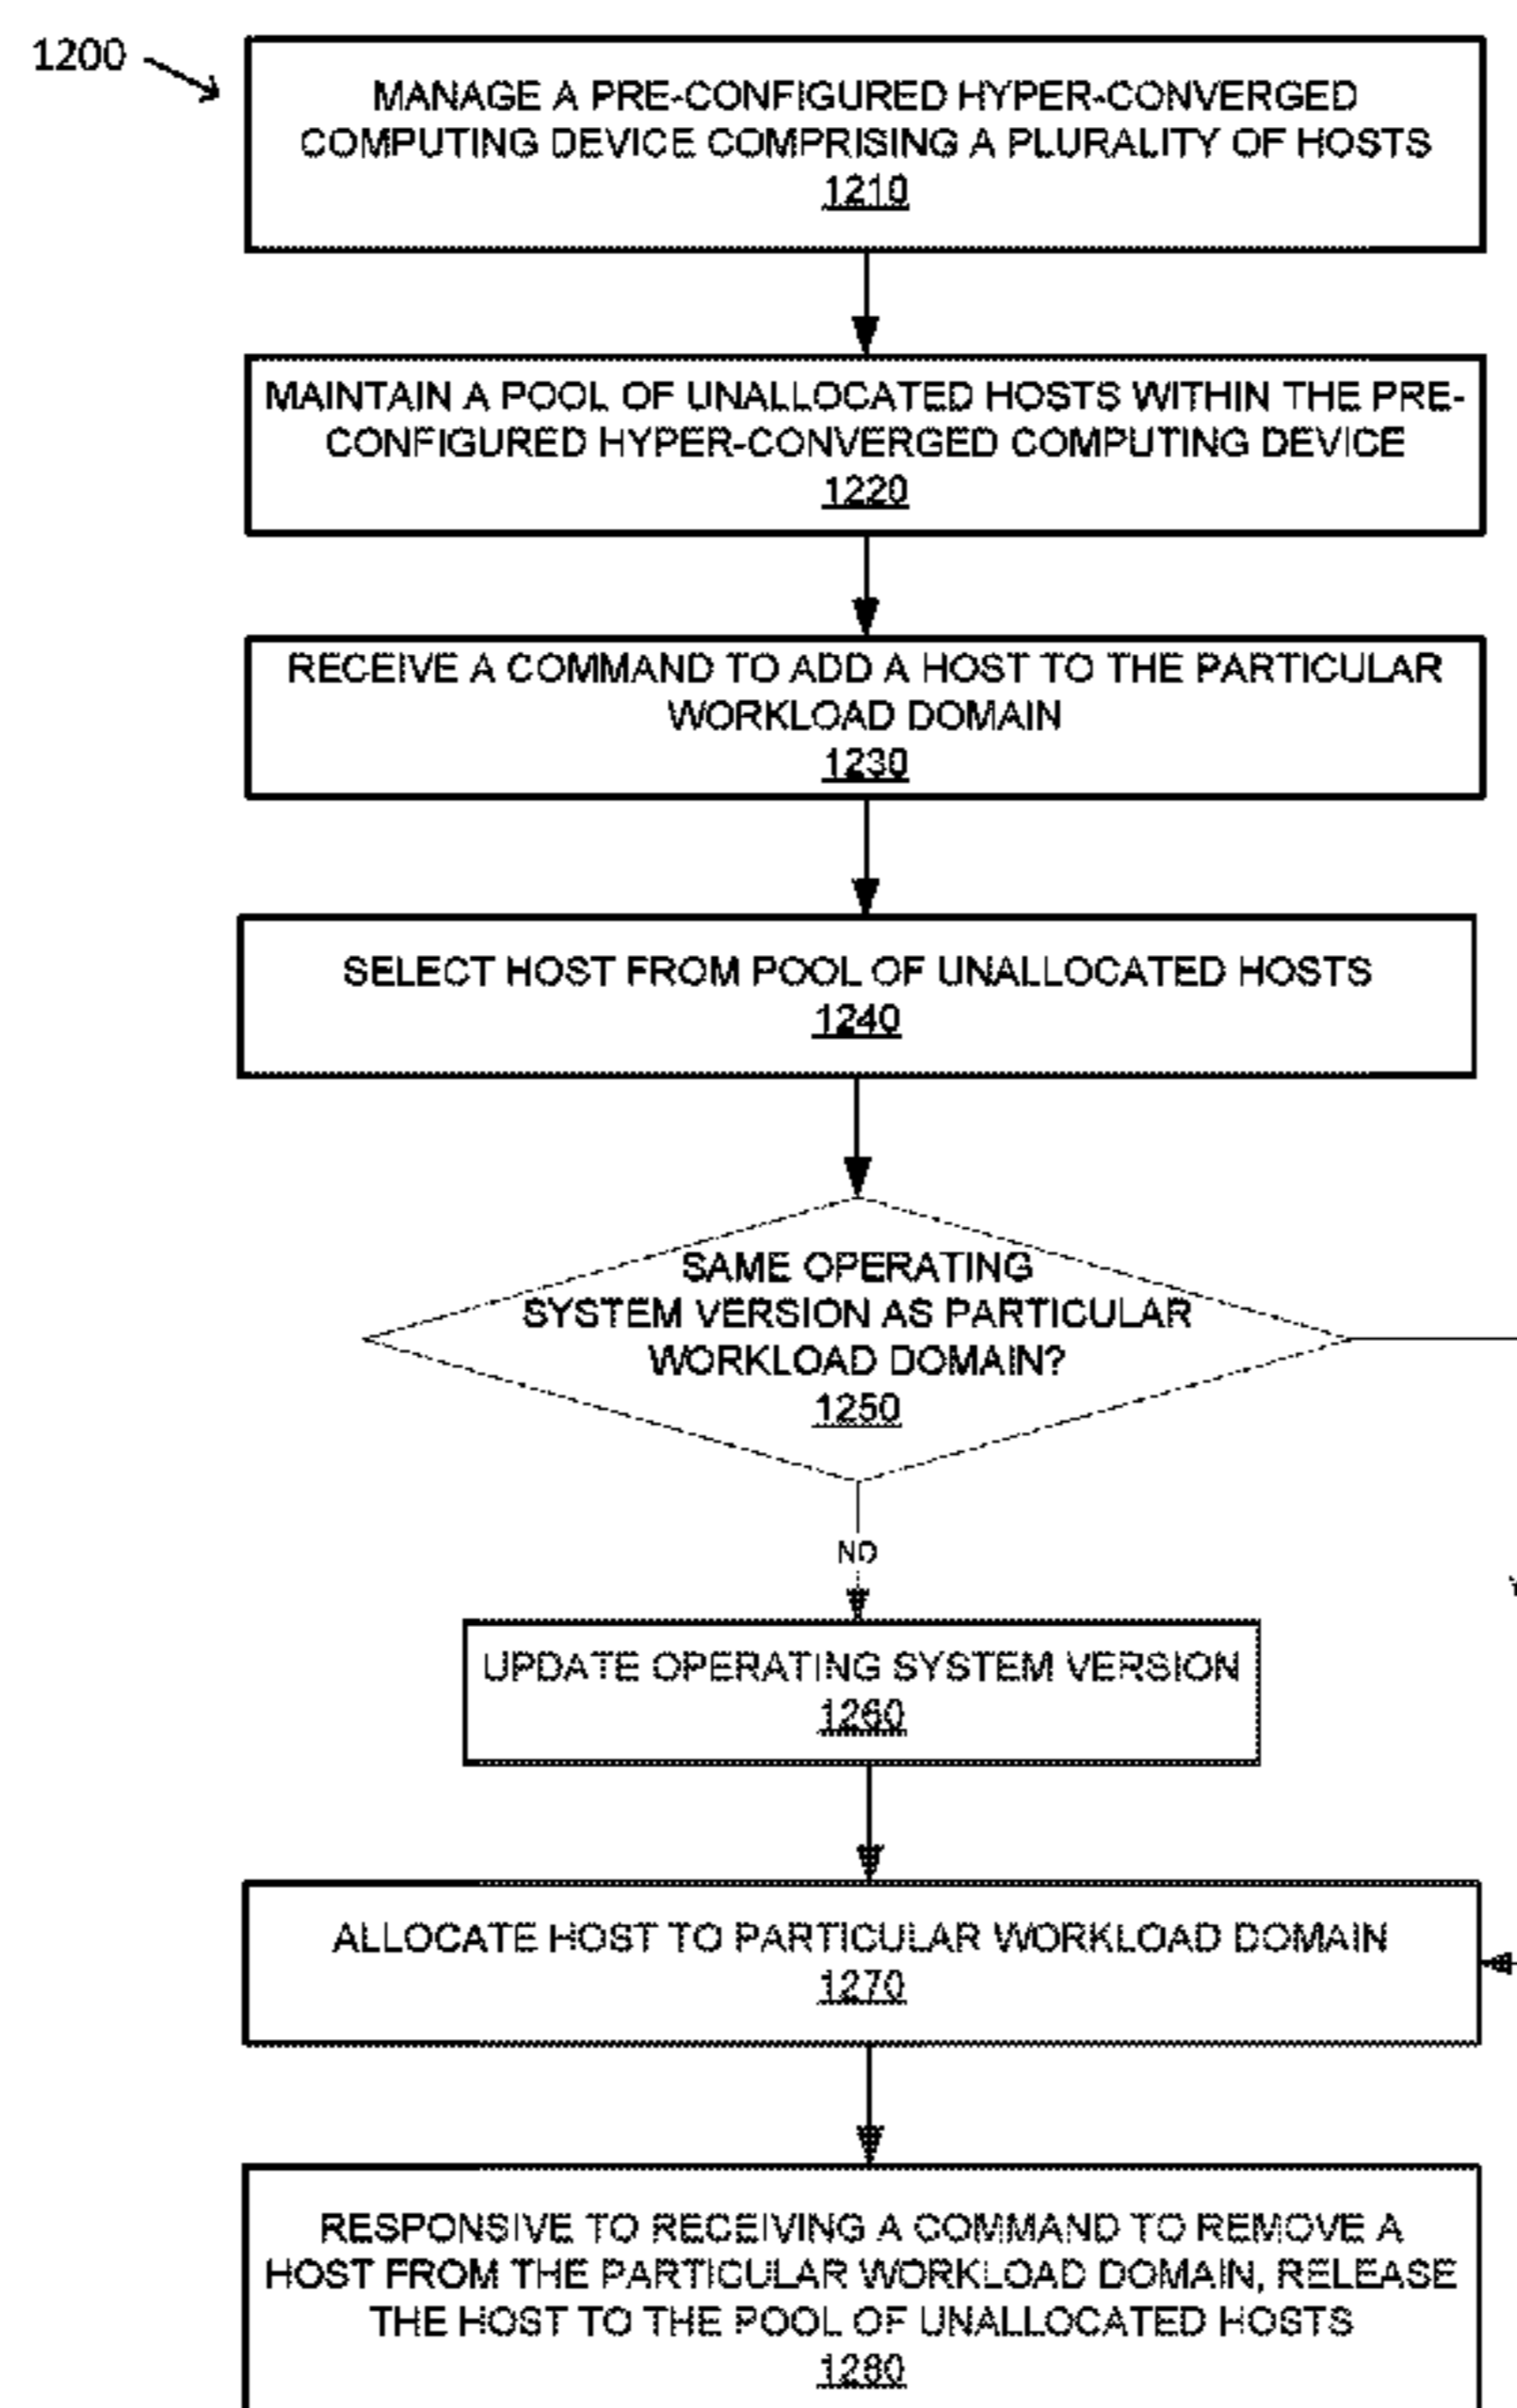 1200
MANAGE A PRE-CONFIGURED HYPER-CONVERGED
COMPUTING DEVICE COMPRISING A PLURALITY OF HOSTS
1210
MAINTAIN A POOL OF UNALLOCATED HOSTS WITHIN THE PRE-
CONFIGURED HYPER-CONVERGED COMPUTING DEVICE
1220
RECEIVE A COMMAND TO ADD A HOST TO THE PARTICULAR
WORKLOAD DOMAIN
1230
SELECT HOST FROM POOL OF UNALLOCATED HOSTS
1240
SAME OPERATING
SYSTEM VERSION AS PARTICULAR
WORKLOAD DOMAIN?
1250
NO
UPDATE OPERATING SYSTEM VERSION
1260
ALLOCATE HOST TO PARTICULAR WORKLOAD DOMAIN
1270
RESPONSIVE TO RECEIVING A COMMAND TO REMOVE A
HOST FROM THE PARTICULAR WORKLOAD DOMAIN, RELEASE
THE HOST TO THE POOL OF UNALLOCATED HOSTS
1280